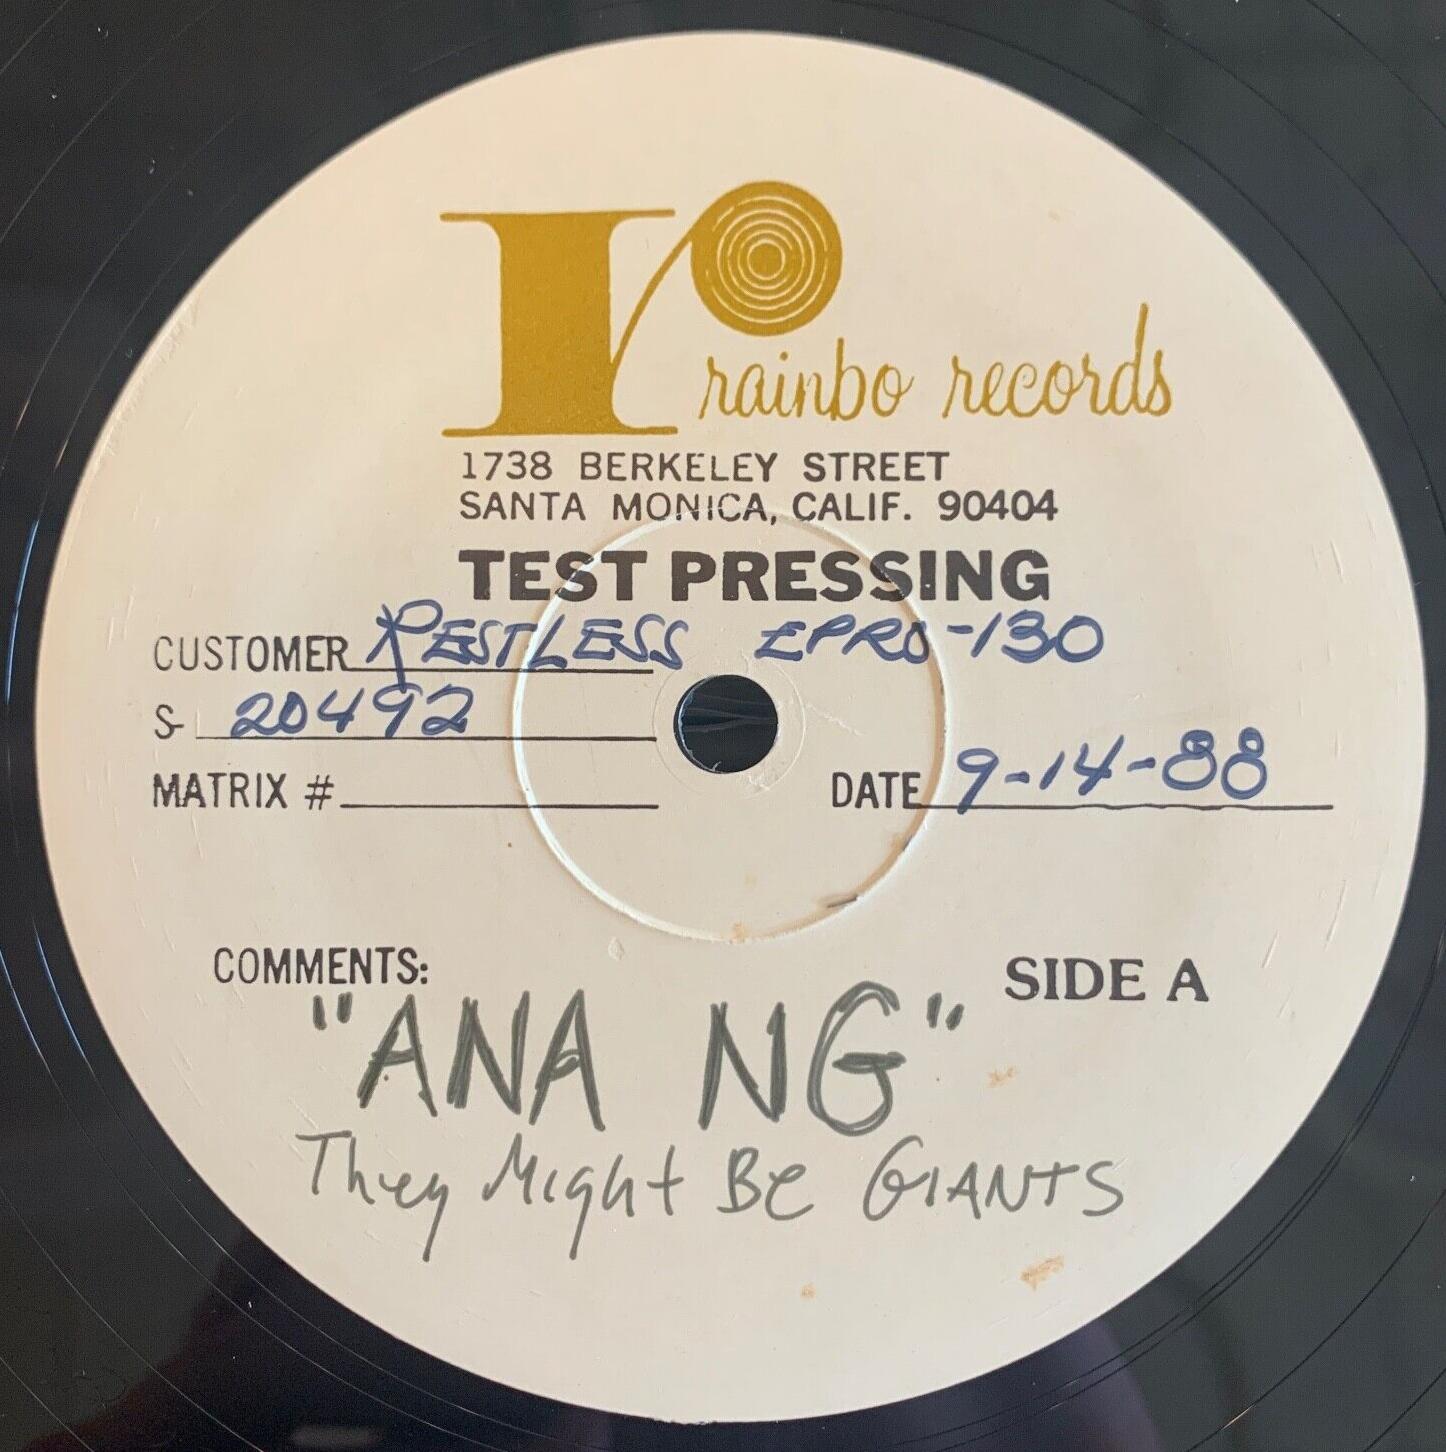 rainbo records
1738 BERKELEY STREET
SANTA MONICA, CALIF. 90404
TEST PRESSING
CUSTOMER RESTLESS EPRO-130
S- 20492
MATRIX #
DATE 9-14-88
COMMENTS:
SIDE A
"ANA NG"
They Might Be GIANTS